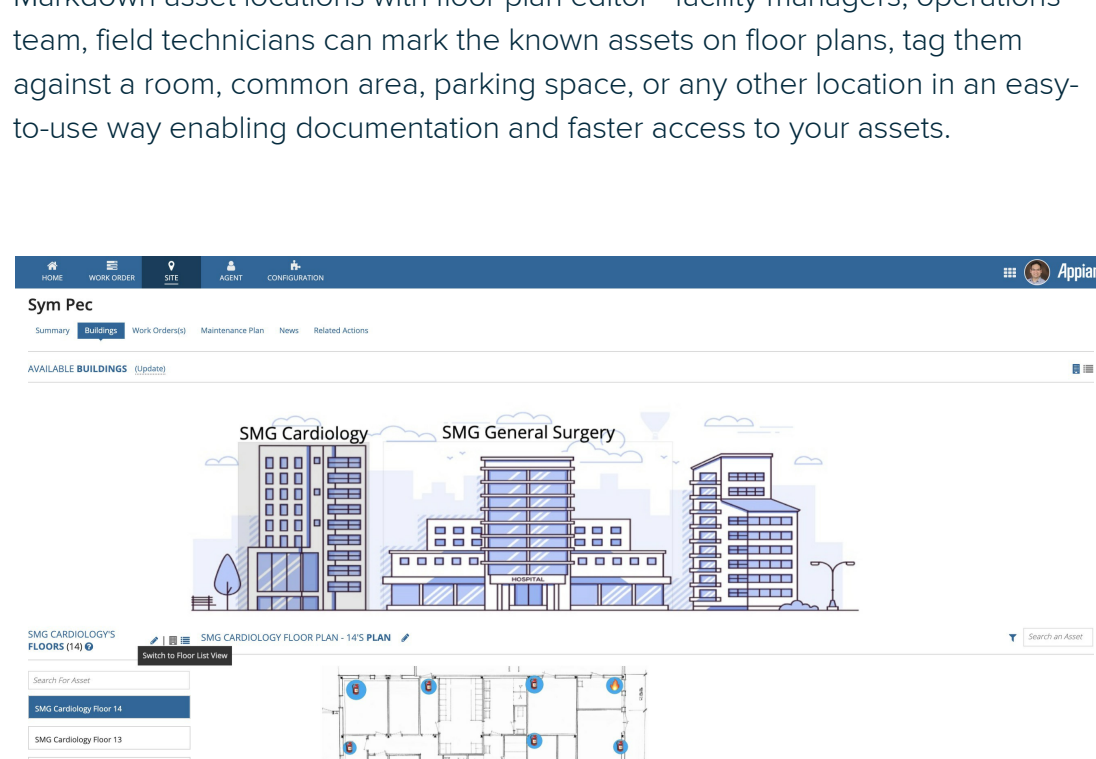 Markdown asset locations with floor plan editor - facility managers, operations
team, field technicians can mark the known assets on floor plans, tag them
against a room, common area, parking space, or any other location in an easy-
to-use way enabling documentation and faster access to your assets.
HOME WORK ORDER SITE AGENT CONFIGURATION
Appian
Sym Pec
Summary Buildings Work Orders(s) Maintenance Plan News Related Actions
AVAILABLE BUILDINGS (Update)
SMG Cardiology SMG General Surgery
HOSPITAL
SMG CARDIOLOGY'S
FLOORS (14)
SMG CARDIOLOGY FLOOR PLAN - 14'S PLAN
Search an Asset
Switch to Floor List View
Search For Asset
SMG Cardiology Floor 14
SMG Cardiology Floor 13